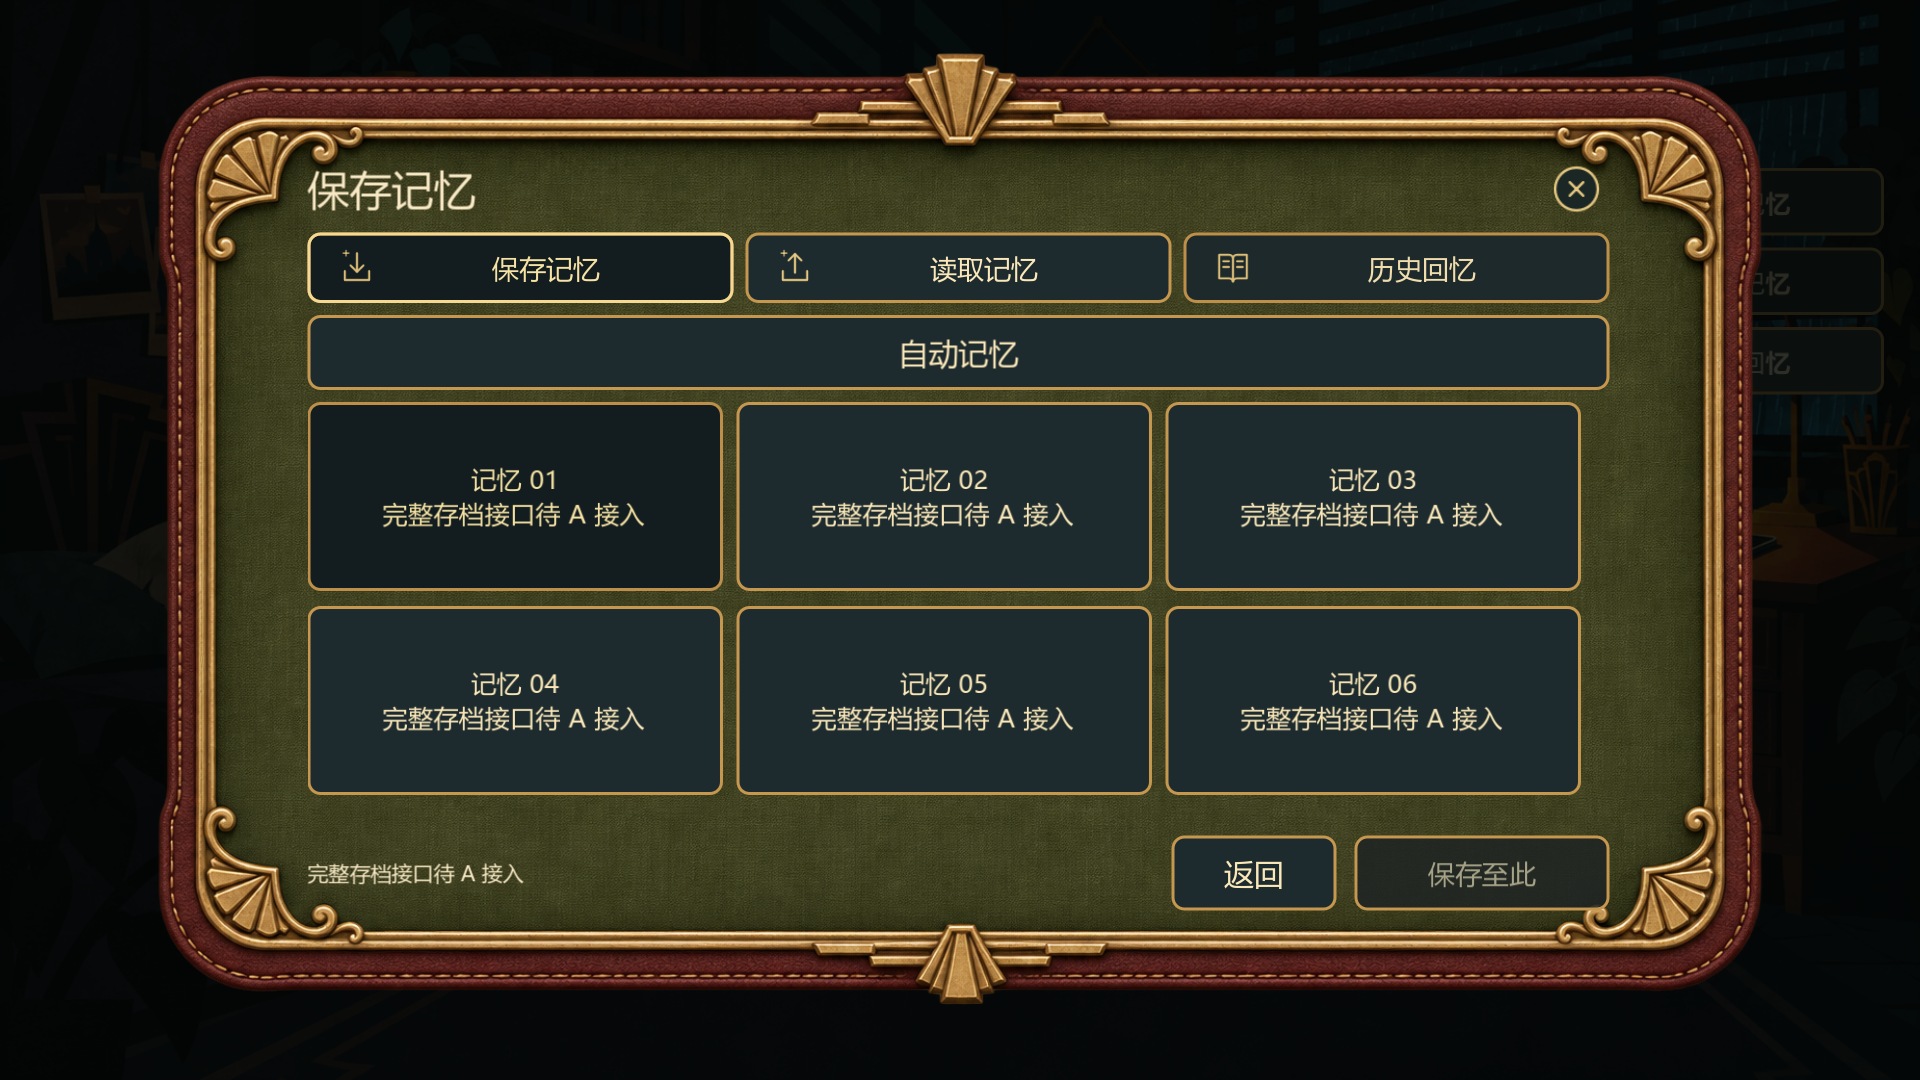 保存记忆
保存记忆
读取记忆
历史回忆
自动记忆
记忆 01
完整存档接口待 A 接入
记忆 02
完整存档接口待 A 接入
记忆 03
完整存档接口待 A 接入
记忆 04
完整存档接口待 A 接入
记忆 05
完整存档接口待 A 接入
记忆 06
完整存档接口待 A 接入
完整存档接口待 A 接入
返回
保存至此
忆
记忆
回忆